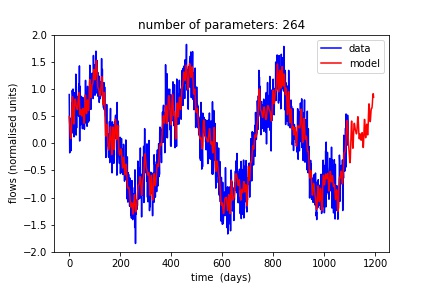 number of parameters: 264
data
model
flows (normalised units)
2.0
1.5
1.0
0.5
0.0
−0.5
−1.0
−1.5
−2.0
0 200 400 600 800 1000 1200
time (days)